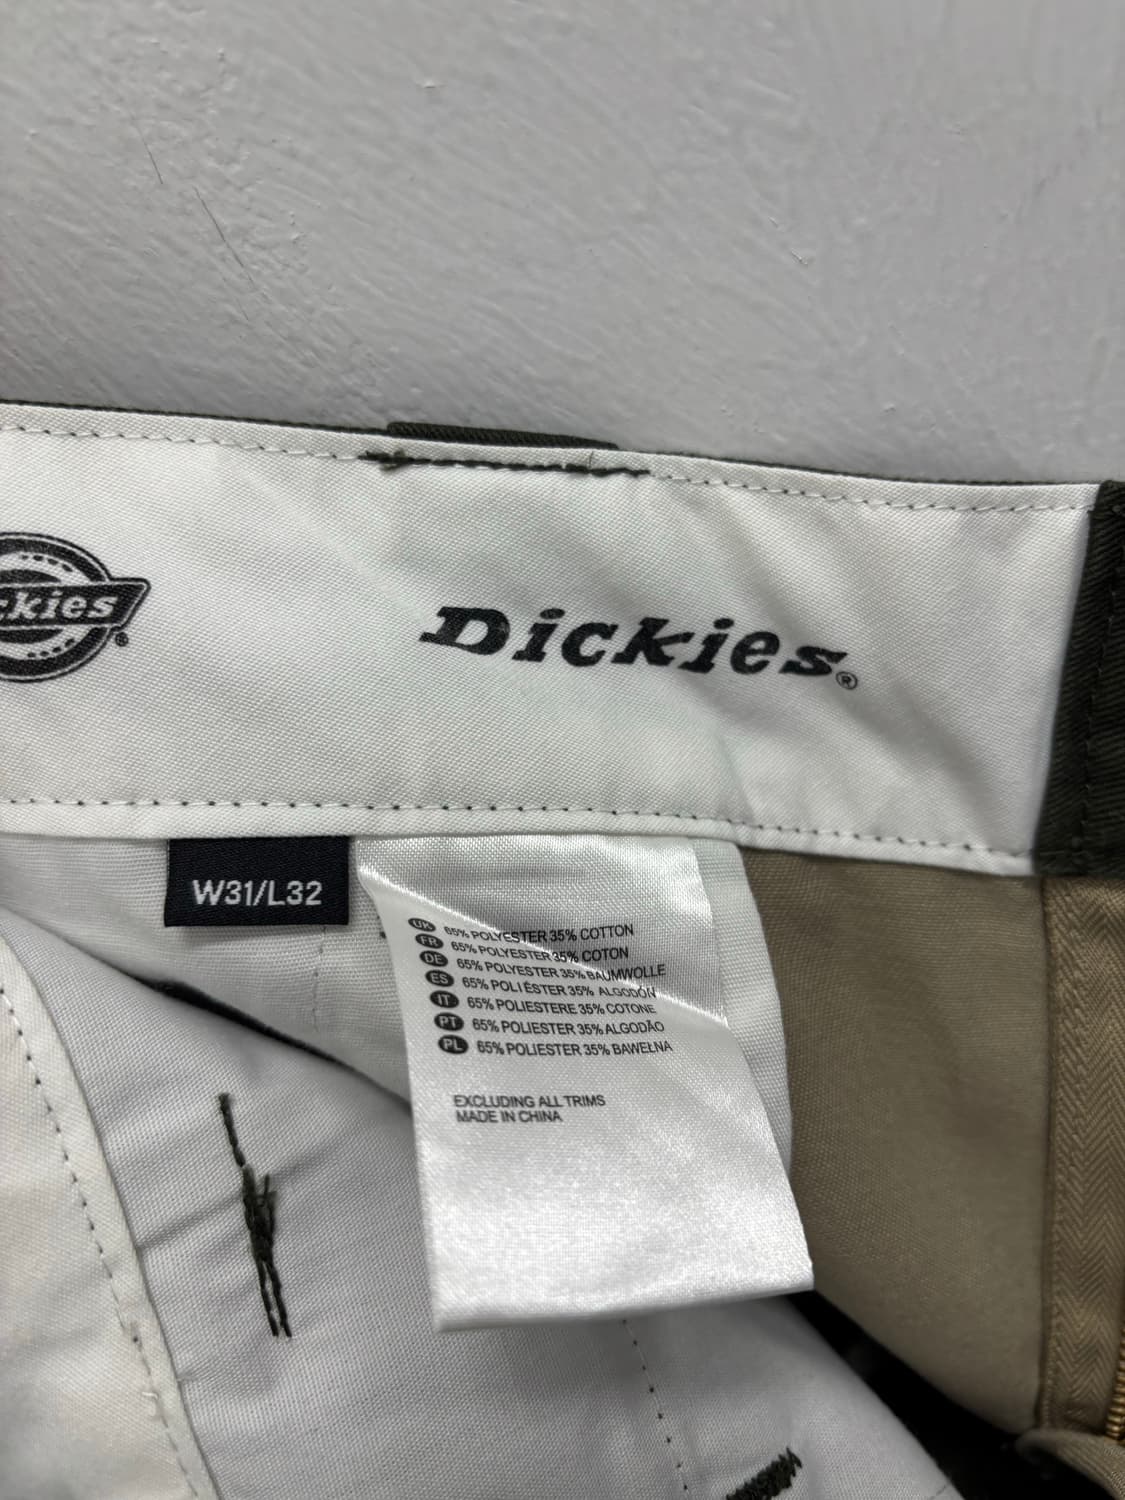 ckies®
Dickies®
W31/L32
UK 65% POLYESTER 35% COTTON
FR 65% POLYESTER 35% COTON
DE 65% POLYESTER 35% BAUMWOLLE
ES 65% POLIÉSTER 35% ALGODÓN
IT 65% POLIESTERE 35% COTONE
PT 65% POLIESTER 35% ALGODÃO
PL 65% POLIESTER 35% BAWEŁNA
EXCLUDING ALL TRIMS
MADE IN CHINA